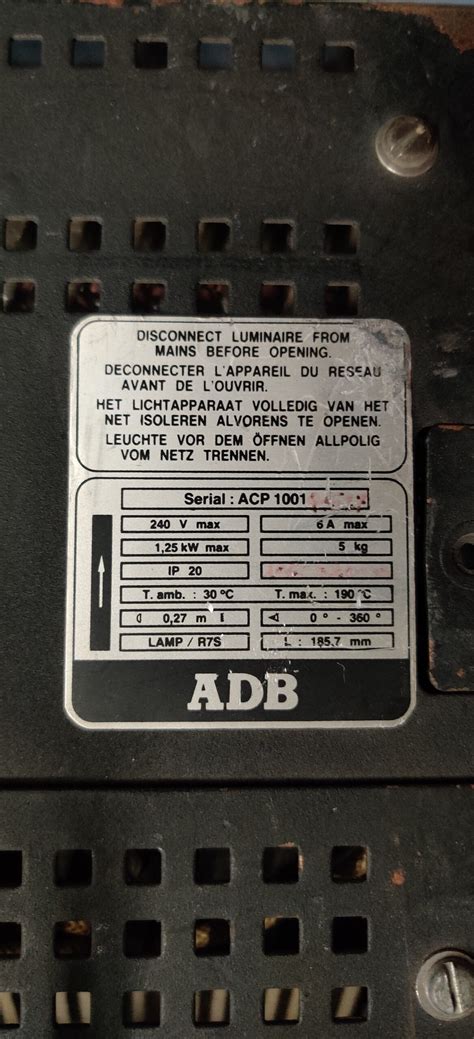 DISCONNECT LUMINAIRE FROM
MAINS BEFORE OPENING.
DECONNECTER L'APPAREIL DU RESEAU
AVANT DE L'OUVRIR.
HET LICHTAPPARAAT VOLLEDIG VAN HET
NET ISOLEREN ALVORENS TE OPENEN.
LEUCHTE VOR DEM ÖFFNEN ALLPOLIG
VOM NETZ TRENNEN.
Serial : ACP 1001
240 V max 6 A max
1,25 kW max 5 kg
IP 20
T. amb. : 30 °C T. max. : 190 °C
0,27 m 0° - 360°
LAMP / R7S L : 185.7 mm
ADB